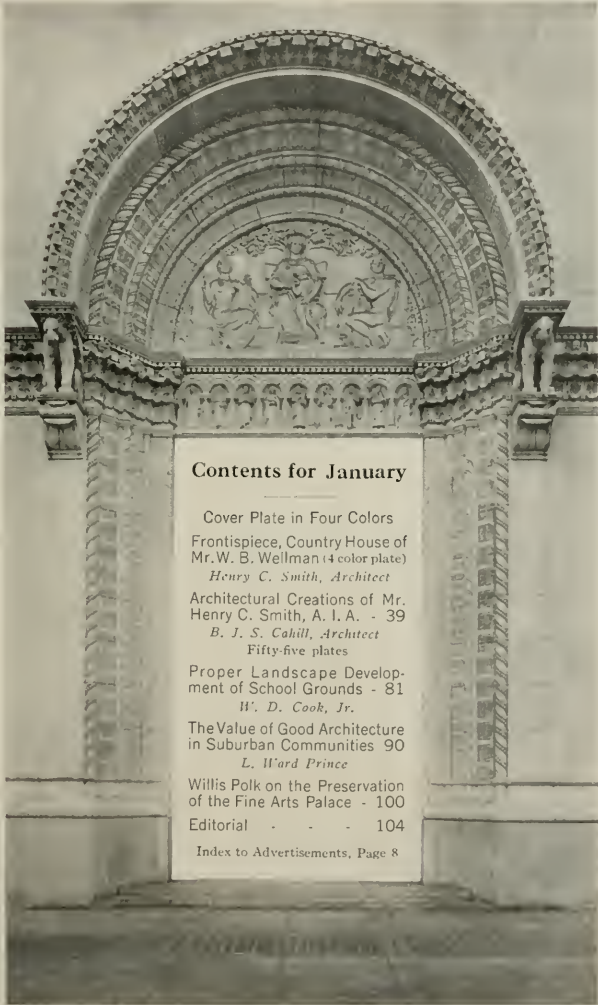 Contents for January
Cover Plate in Four Colors
Frontispiece, Country House of
Mr. W. B. Wellman (4 color plate)
Henry C. Smith, Architect
Architectural Creations of Mr.
Henry C. Smith, A. I. A. - 39
B. J. S. Cahill, Architect
Fifty-five plates
Proper Landscape Develop-
ment of School Grounds - 81
W. D. Cook, Jr.
The Value of Good Architecture
in Suburban Communities 90
L. Ward Prince
Willis Polk on the Preservation
of the Fine Arts Palace - 100
Editorial - - - 104
Index to Advertisements, Page 8